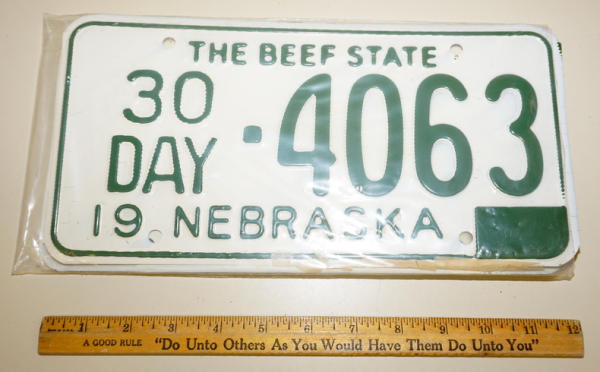 THE BEEF STATE
30 DAY · 4063
19 NEBRASKA
1 2 3 4 5 6 7 8 9 10 11 12
A GOOD RULE "Do Unto Others As You Would Have Them Do Unto You"